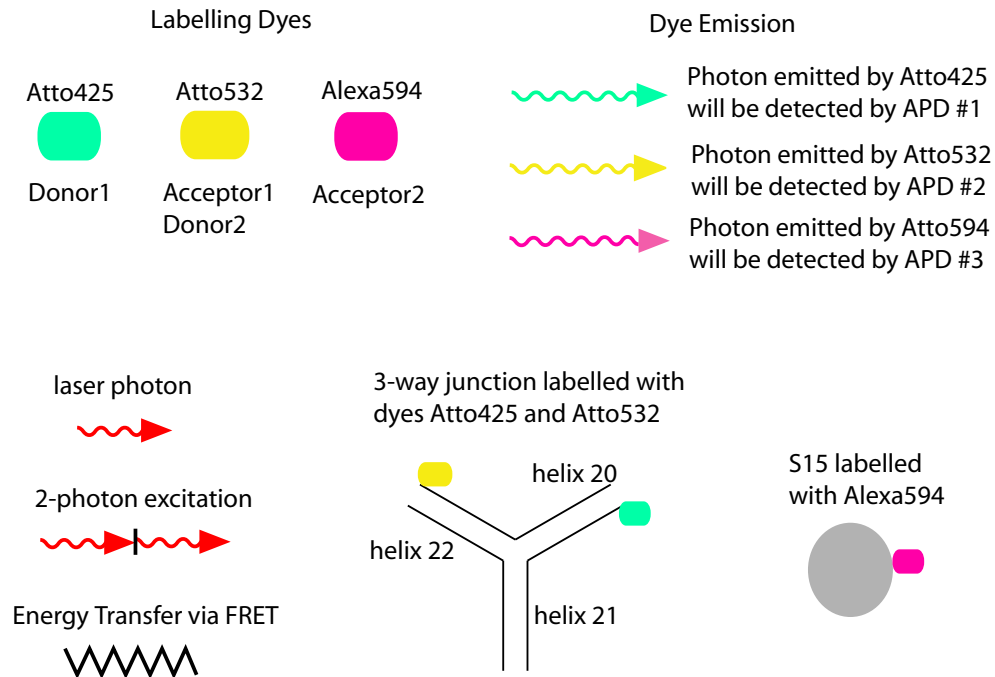 Labelling Dyes
Dye Emission
Atto425
Atto532
Alexa594
Donor1
Acceptor1
Donor2
Acceptor2
Photon emitted by Atto425
will be detected by APD #1
Photon emitted by Atto532
will be detected by APD #2
Photon emitted by Atto594
will be detected by APD #3
laser photon
2-photon excitation
Energy Transfer via FRET
3-way junction labelled with
dyes Atto425 and Atto532
helix 20
helix 22
helix 21
S15 labelled
with Alexa594